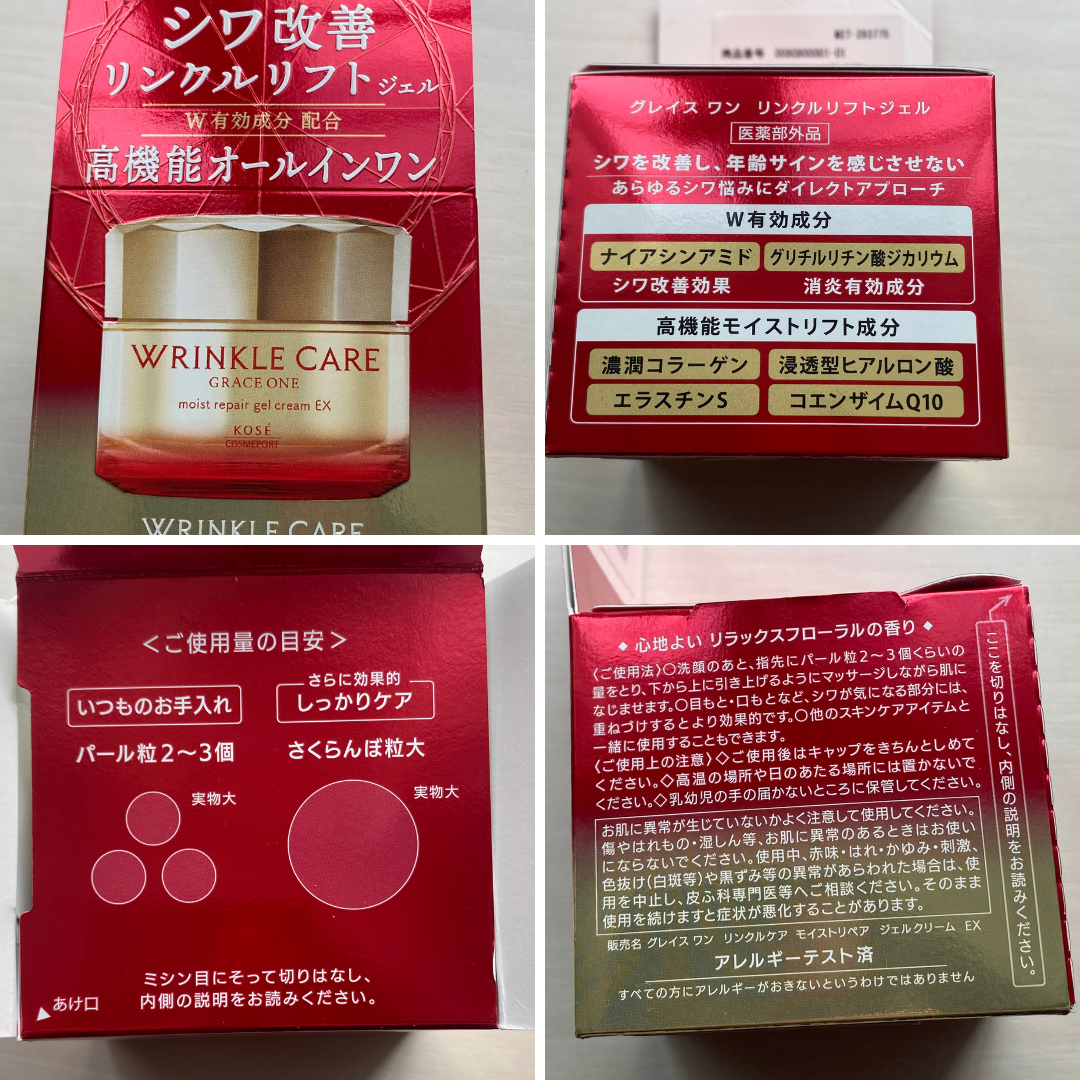 シワ改善
リンクルリフトジェル
W有効成分 配合
高機能オールインワン
WRINKLE CARE
GRACE ONE
moist repair gel cream EX
KOSÉ
COSMEPORT
WRINKLE CARE
商品番号
グレイス ワン リンクルリフトジェル
医薬部外品
シワを改善し、年齢サインを感じさせない
あらゆるシワ悩みにダイレクトアプローチ
W有効成分
ナイアシンアミド グリチルリチン酸ジカリウム
シワ改善効果 消炎有効成分
高機能モイストリフト成分
濃潤コラーゲン 浸透型ヒアルロン酸
エラスチンS コエンザイムQ10
<ご使用量の目安>
いつものお手入れ
パール粒2〜3個
実物大
さらに効果的
しっかりケア
さくらんぼ粒大
実物大
ミシン目にそって切りはなし、
内側の説明をお読みください。
▲あけ口
◆ 心地よい リラックスフローラルの香り ◆
〈ご使用法〉○洗顔のあと、指先にパール粒2〜3個くらいの
量をとり、下から上に引き上げるようにマッサージしながら肌に
なじませます。○目もと・口もとなど、シワが気になる部分には、
重ねづけするとより効果的です。○他のスキンケアアイテムと
一緒に使用することもできます。
〈ご使用上の注意〉◇ご使用後はキャップをきちんとしめて
ください。◇高温の場所や日のあたる場所には置かないで
ください。◇乳幼児の手の届かないところに保管してください。
お肌に異常が生じていないかよく注意して使用してください。
傷やはれもの・湿しん等、お肌に異常のあるときはお使い
にならないでください。使用中、赤味・はれ・かゆみ・刺激、
色抜け(白斑等)や黒ずみ等の異常があらわれた場合は、使
用を中止し、皮ふ科専門医等へご相談ください。そのまま
使用を続けますと症状が悪化することがあります。
販売名 グレイス ワン リンクルケア モイストリペア ジェルクリーム EX
アレルギーテスト済
すべての方にアレルギーがおきないというわけではありません
ここを切りはなし、内側の説明をお読みください。